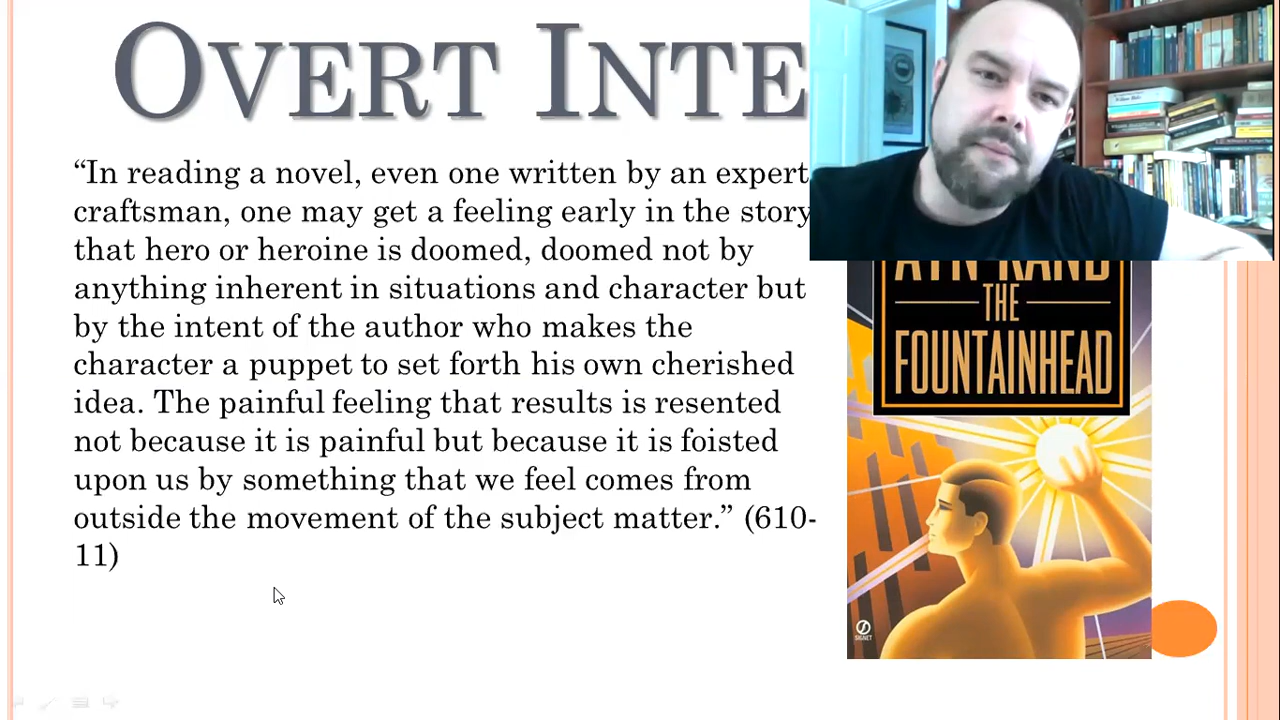 OVERT INTE
“In reading a novel, even one written by an expert
craftsman, one may get a feeling early in the story
that hero or heroine is doomed, doomed not by
anything inherent in situations and character but
by the intent of the author who makes the
character a puppet to set forth his own cherished
idea. The painful feeling that results is resented
not because it is painful but because it is foisted
upon us by something that we feel comes from
outside the movement of the subject matter.” (610-
11)
AYN RAND
THE
FOUNTAINHEAD
SIGNET